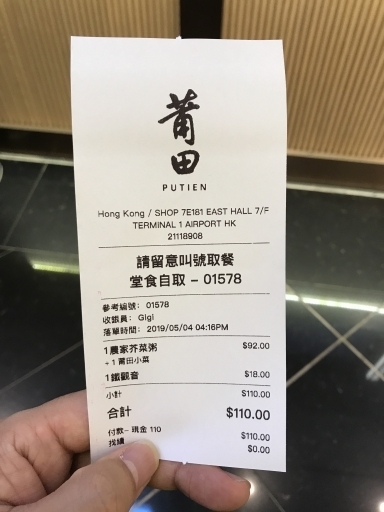 莆田
PUTIEN
Hong Kong / SHOP 7E181 EAST HALL 7/F
TERMINAL 1 AIRPORT HK
21118908
請留意叫號取餐
堂食自取 – 01578
參考編號: 01578
收銀員: Gigi
落單時間: 2019/05/04 04:16PM
1農家芥菜粥 $92.00
+ 1 莆田小菜
1鐵觀音 $18.00
小計 $110.00
合計 $110.00
付款– 現金 110 $110.00
找續 $0.00